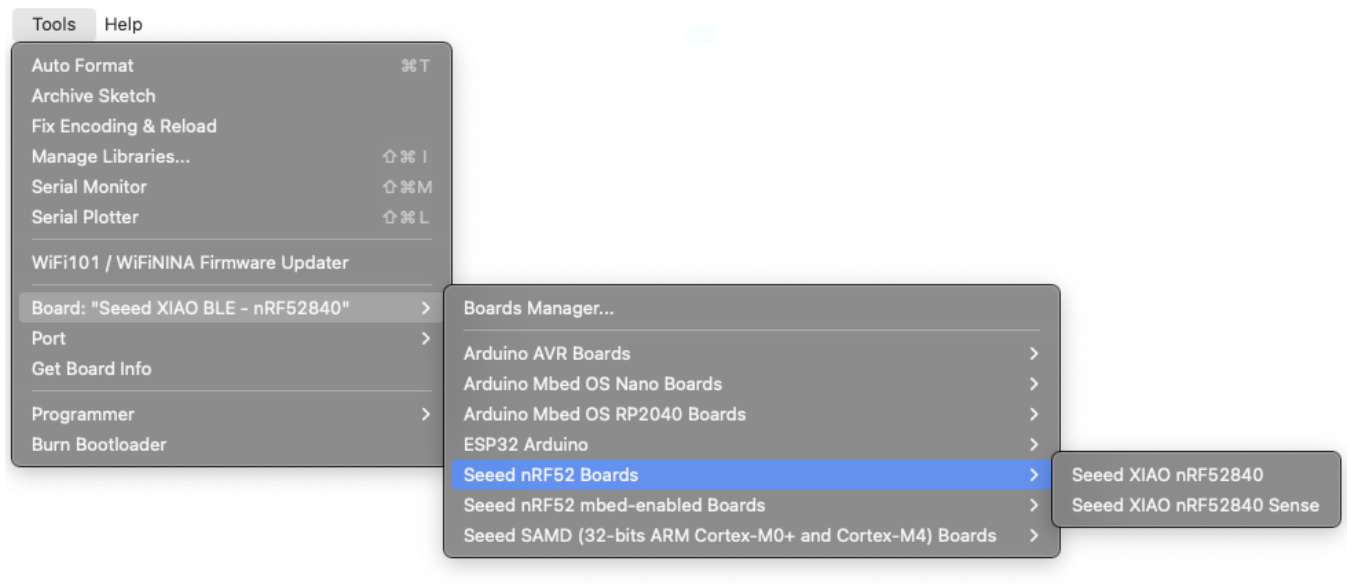 Tools Help
Auto Format ⌘T
Archive Sketch
Fix Encoding & Reload
Manage Libraries... ⇧⌘I
Serial Monitor ⇧⌘M
Serial Plotter ⇧⌘L
WiFi101 / WiFiNINA Firmware Updater
Board: "Seeed XIAO BLE - nRF52840"
Port
Get Board Info
Programmer
Burn Bootloader
Boards Manager...
Arduino AVR Boards
Arduino Mbed OS Nano Boards
Arduino Mbed OS RP2040 Boards
ESP32 Arduino
Seeed nRF52 Boards
Seeed nRF52 mbed-enabled Boards
Seeed SAMD (32-bits ARM Cortex-M0+ and Cortex-M4) Boards
Seeed XIAO nRF52840
Seeed XIAO nRF52840 Sense